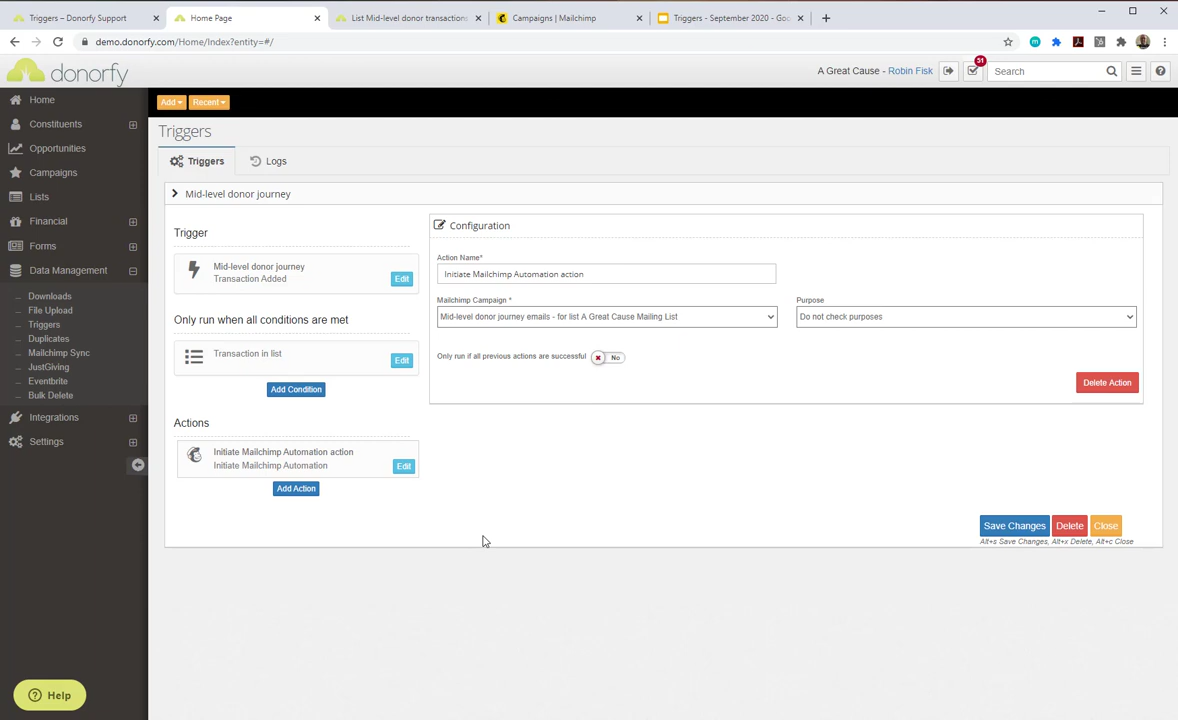 Triggers – Donorfy Support
Home Page
List Mid-level donor transactions
Campaigns | Mailchimp
Triggers - September 2020 - Goo
demo.donorfy.com/Home/Index?entity=#/
donorfy
A Great Cause - Robin Fisk
31
Search
Home
Constituents
Opportunities
Campaigns
Lists
Financial
Forms
Data Management
Downloads
File Upload
Triggers
Duplicates
Mailchimp Sync
JustGiving
Eventbrite
Bulk Delete
Integrations
Settings
Help
Add
Recent
Triggers
Triggers
Logs
Mid-level donor journey
Trigger
Mid-level donor journey
Transaction Added
Edit
Only run when all conditions are met
Transaction in list
Edit
Add Condition
Actions
Initiate Mailchimp Automation action
Initiate Mailchimp Automation
Edit
Add Action
Configuration
Action Name*
Initiate Mailchimp Automation action
Mailchimp Campaign *
Mid-level donor journey emails - for list A Great Cause Mailing List
Purpose
Do not check purposes
Only run if all previous actions are successful
No
Delete Action
Save Changes
Delete
Close
Alt+s Save Changes, Alt+x Delete, Alt+c Close